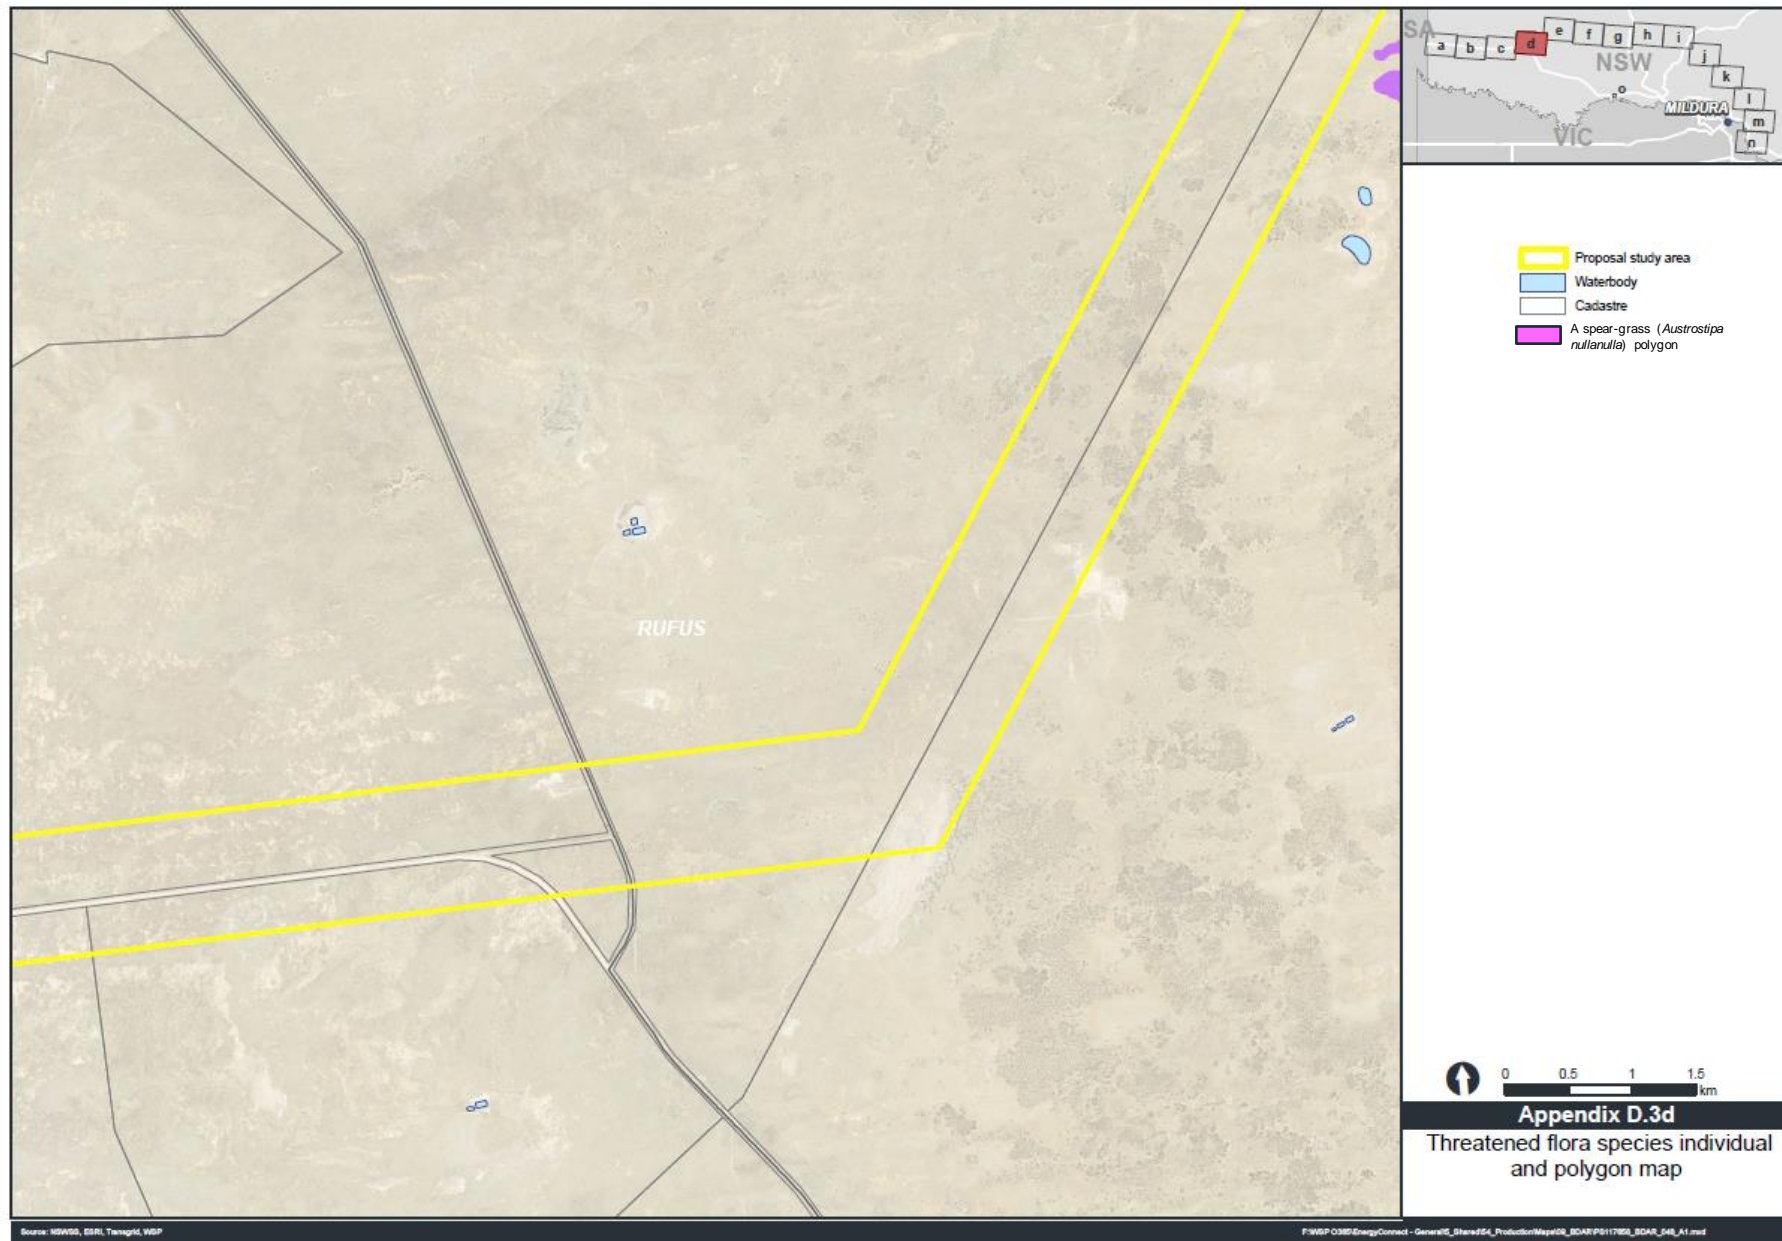 SA
a
b
c
d
e
f
g
h
i
j
k
l
m
n
o
NSW
MILDURA
VIC
Proposal study area
Waterbody
Cadastre
A spear-grass (Austrostipa
nullanulla) polygon
RUFUS
0 0.5 1 1.5
km
Appendix D.3d
Threatened flora species individual
and polygon map
Source: NSWSS, ESRI, Transgrid, WSP